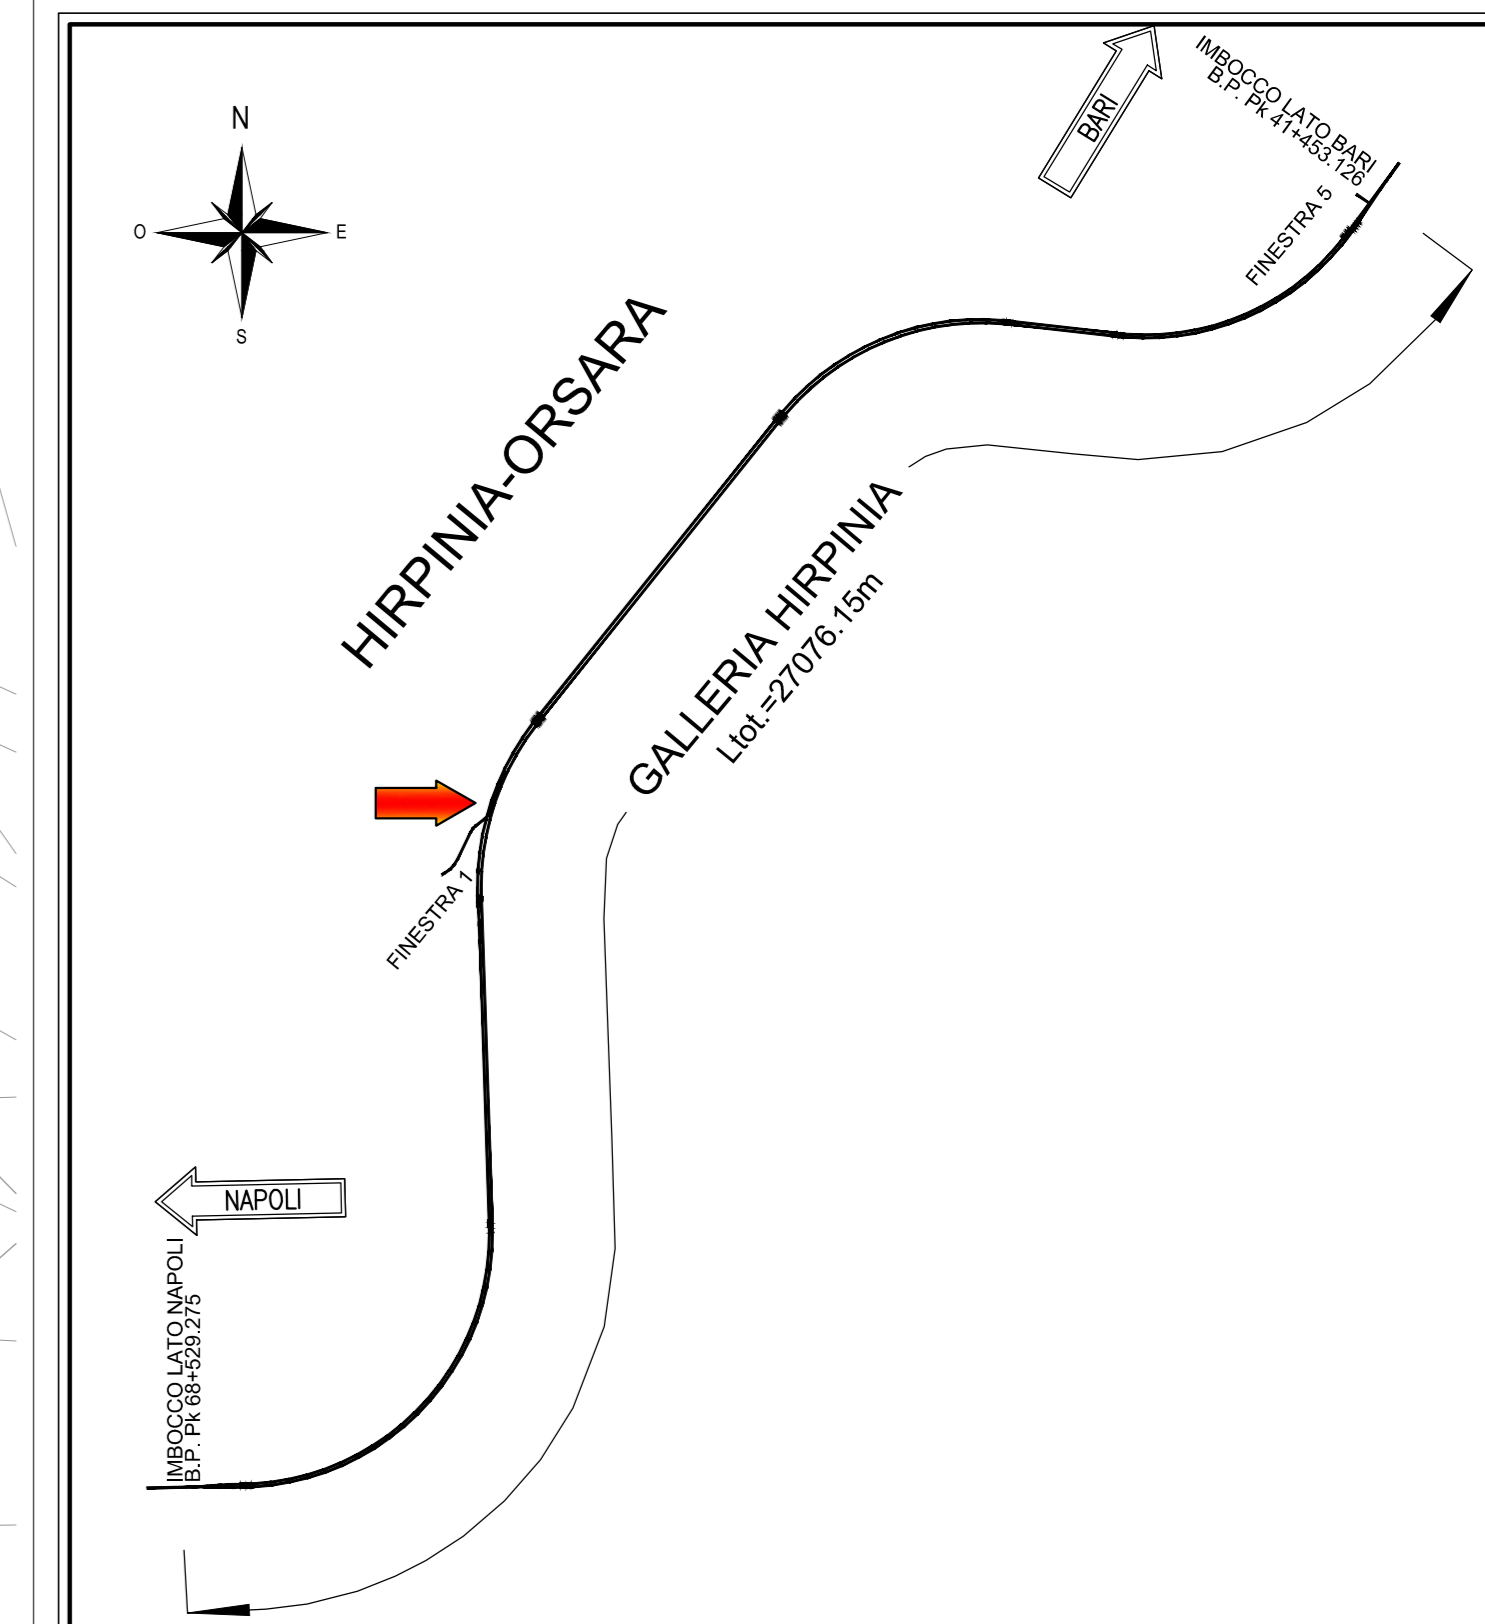 BARI
IMBOCCO LATO BARI
B.P. Pk 41+453.126
N
O
E
S
FINESTRA 5
HIRPINIA-ORSARA
GALLERIA HIRPINIA
Ltot.=27076.15m
FINESTRA 1
NAPOLI
IMBOCCO LATO NAPOLI
B.P. Pk 68+529.275